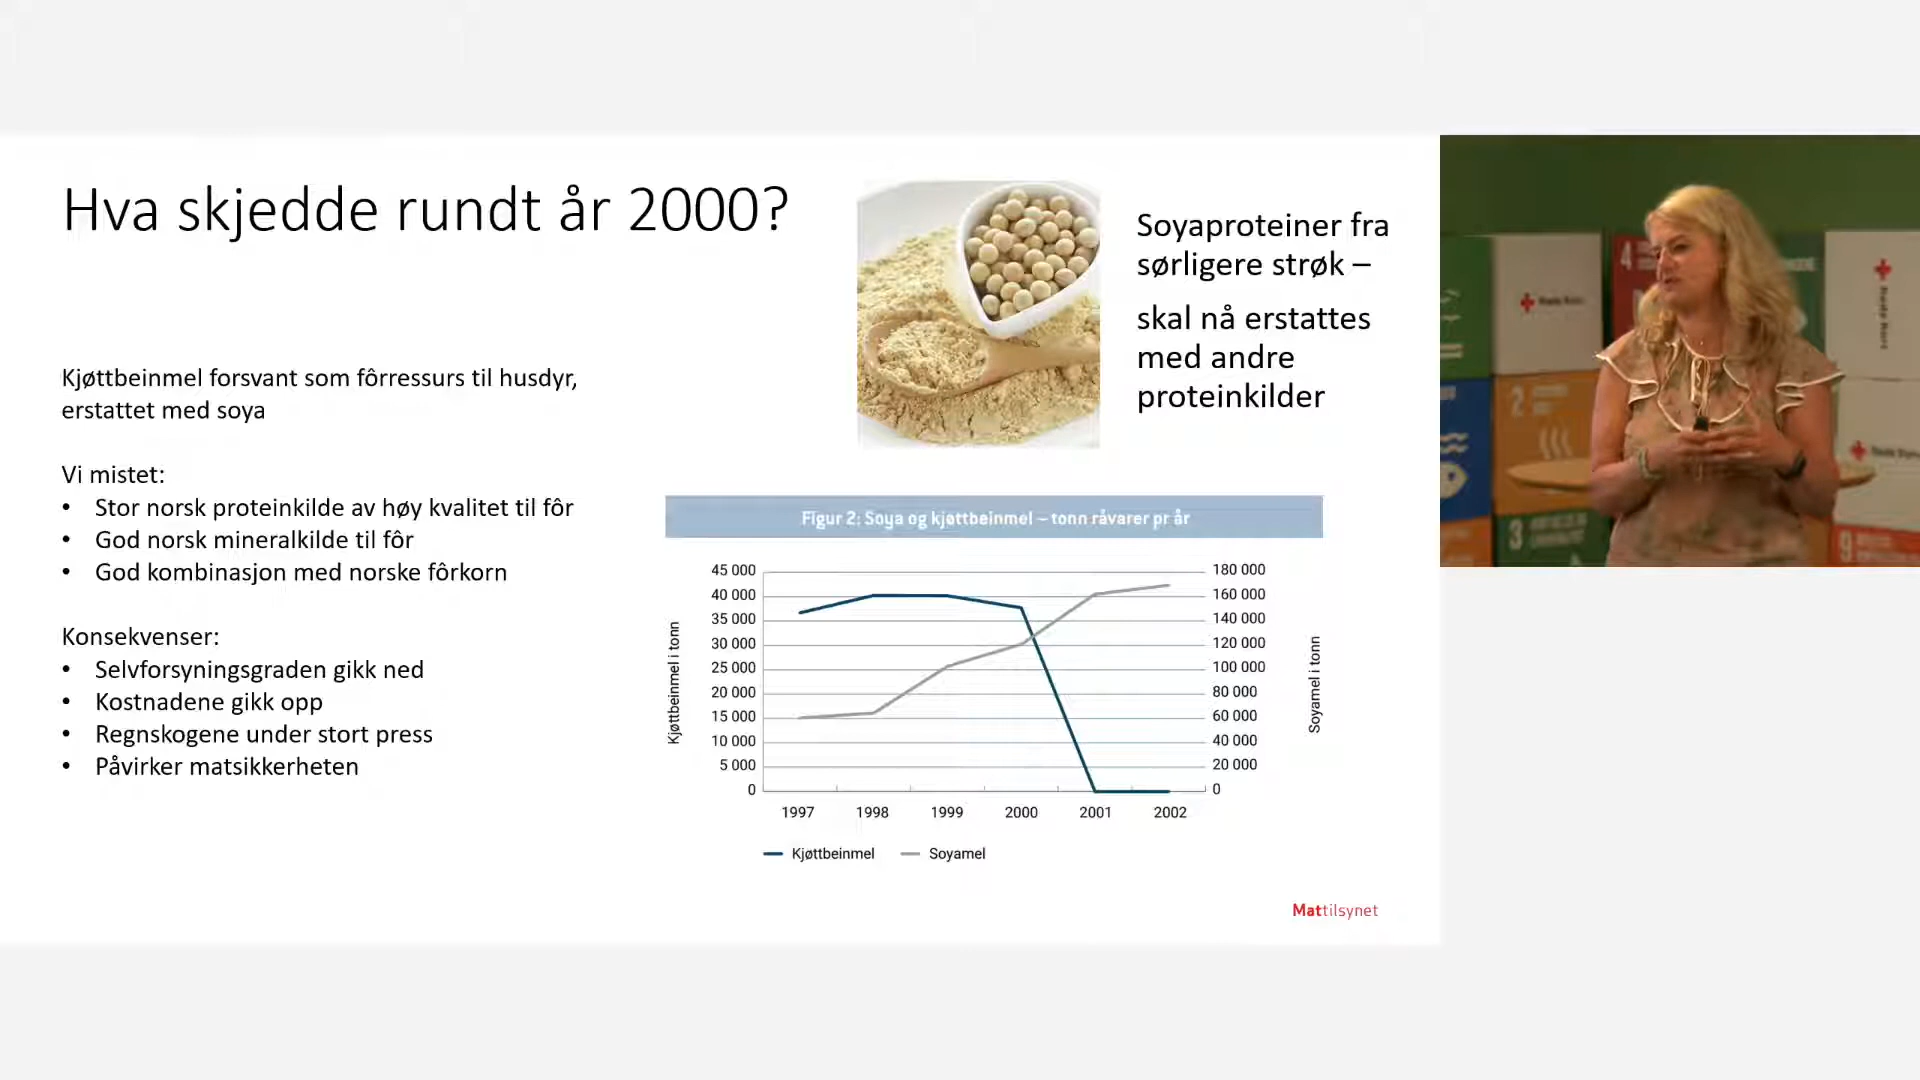 Hva skjedde rundt år 2000?
Soyaproteiner fra
sørligere strøk –
skal nå erstattes
med andre
proteinkilder
Kjøttbeinmel forsvant som fôrressurs til husdyr,
erstattet med soya
Vi mistet:
• Stor norsk proteinkilde av høy kvalitet til fôr
• God norsk mineralkilde til fôr
• God kombinasjon med norske fôrkorn
Konsekvenser:
• Selvforsyningsgraden gikk ned
• Kostnadene gikk opp
• Regnskogene under stort press
• Påvirker matsikkerheten
Figur 2: Soya og kjøttbeinmel – tonn råvarer pr år
Kjøttbeinmel i tonn
45 000
40 000
35 000
30 000
25 000
20 000
15 000
10 000
5 000
0
180 000
160 000
140 000
120 000
100 000
80 000
60 000
40 000
20 000
0
Soyamel i tonn
1997 1998 1999 2000 2001 2002
Kjøttbeinmel Soyamel
Mattilsynet
4
2
3
9